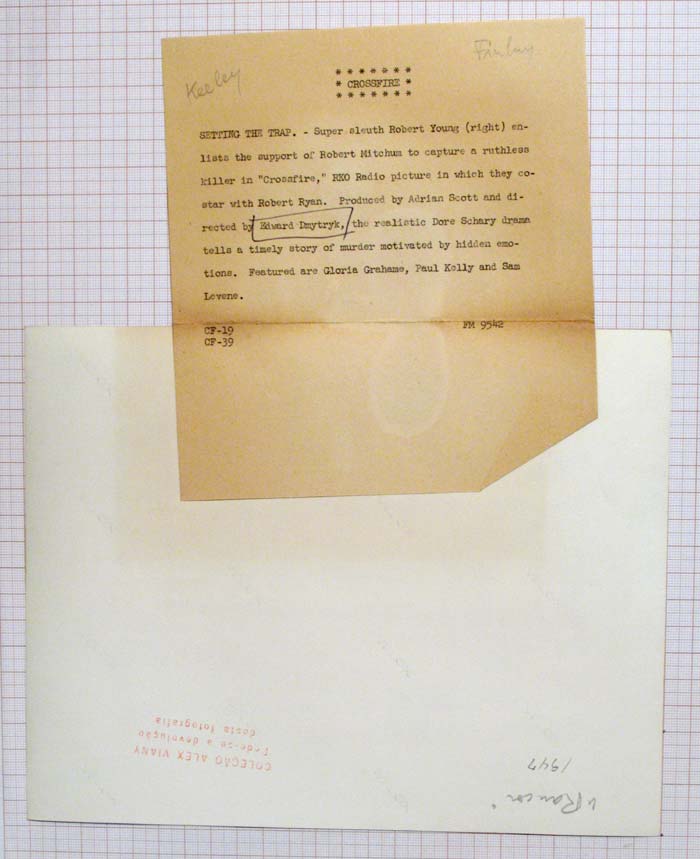 Keeley
Finlay
* * * * * * *
* CROSSFIRE *
* * * * * * *
SETTING THE TRAP. - Super sleuth Robert Young (right) en-
lists the support of Robert Mitchum to capture a ruthless
killer in "Crossfire," RKO Radio picture in which they co-
star with Robert Ryan. Produced by Adrian Scott and di-
rected by Edward Dmytryk, the realistic Dore Schary drama
tells a timely story of murder motivated by hidden emo-
tions. Featured are Gloria Grahame, Paul Kelly and Sam
Levene.
CF-19
CF-39
FM 9542
"Rancor"
1947
COLEÇÃO ALEX VIANY
Pede-se a devolução
desta fotografia